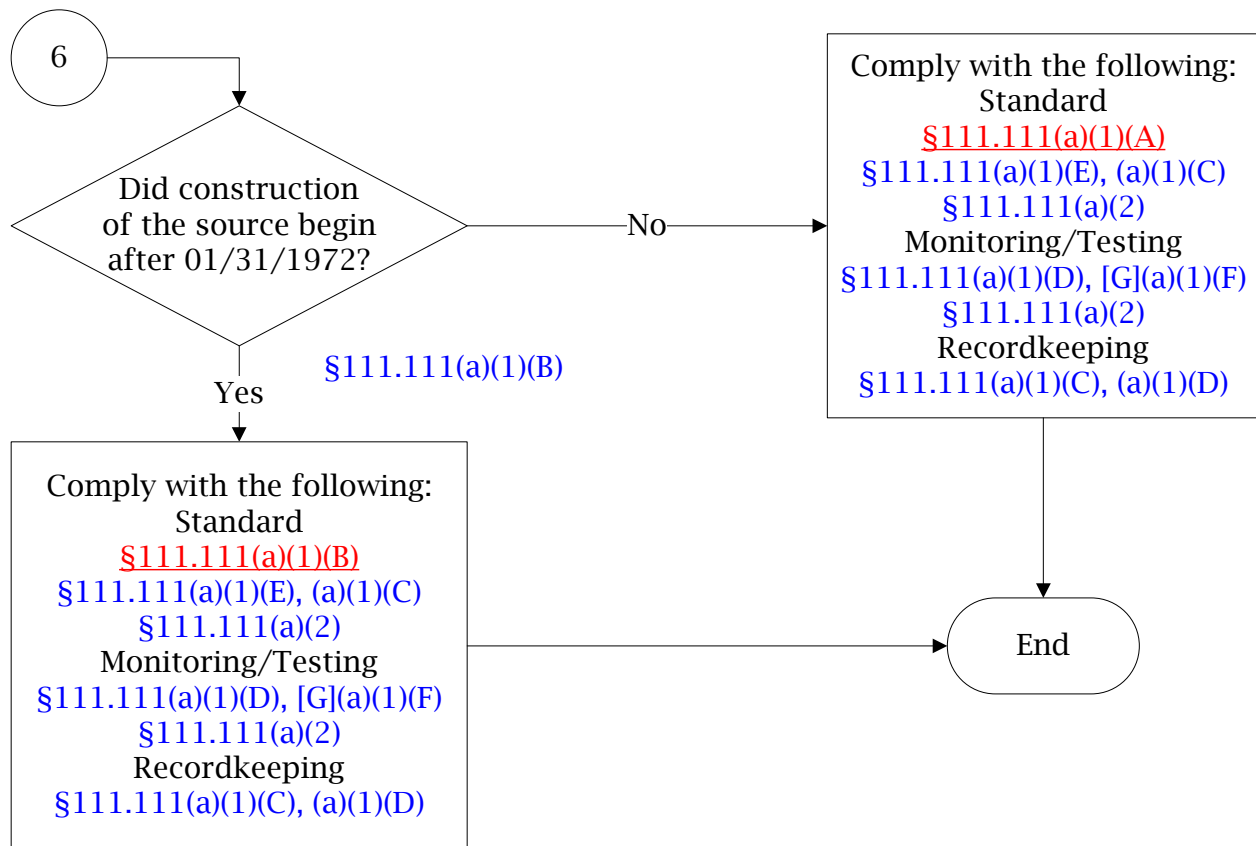 6
Did construction
of the source begin
after 01/31/1972?
No
Comply with the following:
Standard
§111.111(a)(1)(A)
§111.111(a)(1)(E), (a)(1)(C)
§111.111(a)(2)
Monitoring/Testing
§111.111(a)(1)(D), [G](a)(1)(F)
§111.111(a)(2)
Recordkeeping
§111.111(a)(1)(C), (a)(1)(D)
§111.111(a)(1)(B)
Yes
Comply with the following:
Standard
§111.111(a)(1)(B)
§111.111(a)(1)(E), (a)(1)(C)
§111.111(a)(2)
Monitoring/Testing
§111.111(a)(1)(D), [G](a)(1)(F)
§111.111(a)(2)
Recordkeeping
§111.111(a)(1)(C), (a)(1)(D)
End